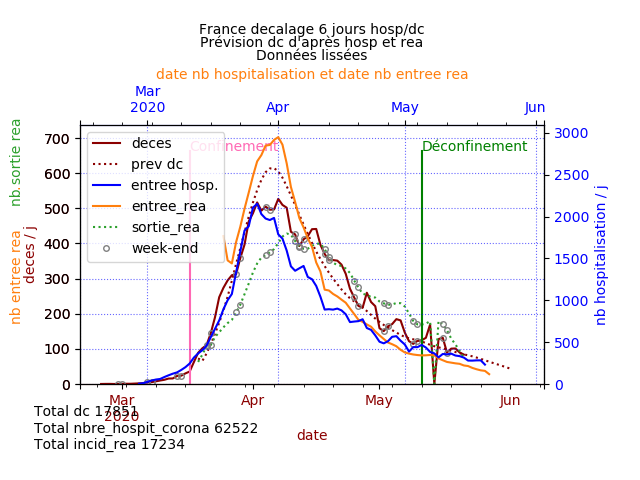 France decalage 6 jours hosp/dc
Prévision dc d'après hosp et rea
Données lissées
date nb hospitalisation et date nb entree rea
Mar Apr May Jun
2020
700 600 500 400 300 200 100 0
3000 2500 2000 1500 1000 500 0
nb sortie rea
nb entree rea
deces / j
nb hospitalisation / j
Confinement
Déconfinement
deces
prev dc
entree hosp.
entree_rea
sortie_rea
week-end
Mar Apr May Jun
2020
date
Total dc 17851
Total nbre_hospit_corona 62522
Total incid_rea 17234